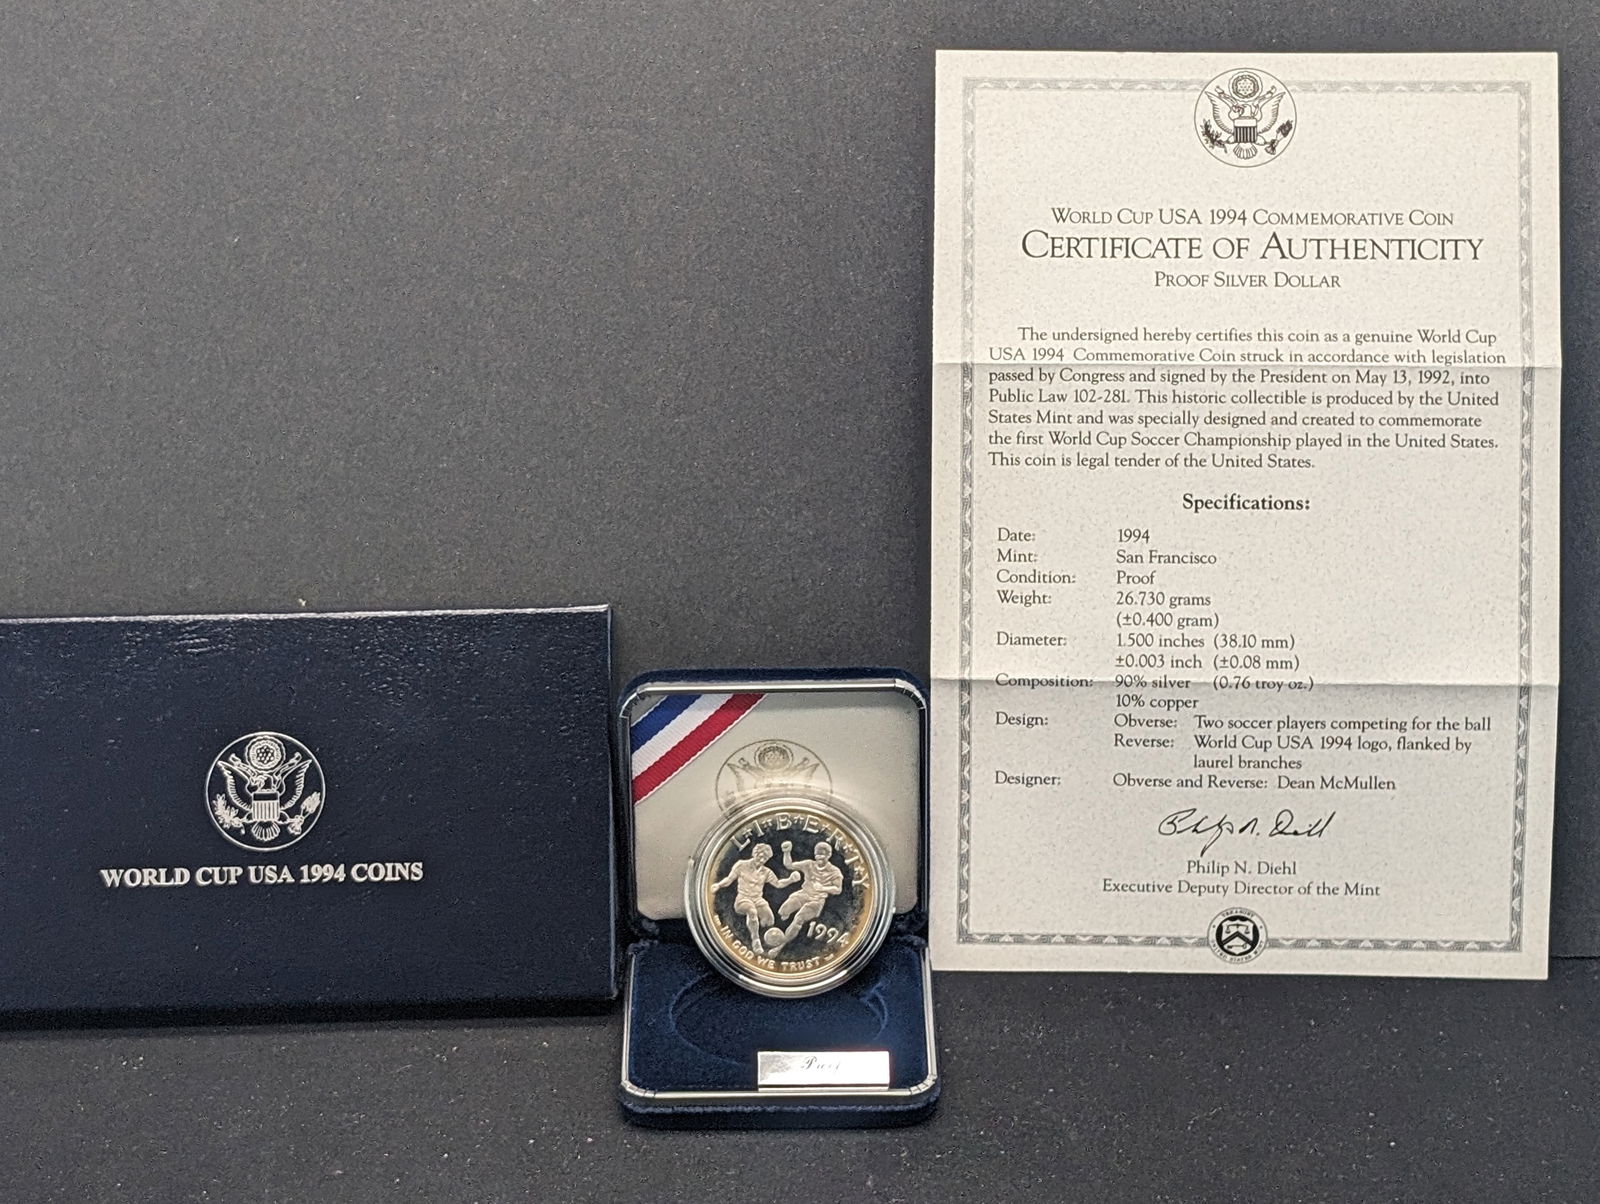 WORLD CUP USA 1994 COINS
L*I*B*E*R*T*Y
1994
IN GOD WE TRUST
Proof
WORLD CUP USA 1994 COMMEMORATIVE COIN
CERTIFICATE OF AUTHENTICITY
PROOF SILVER DOLLAR
The undersigned hereby certifies this coin as a genuine World Cup
USA 1994 Commemorative Coin struck in accordance with legislation
passed by Congress and signed by the President on May 13, 1992, into
Public Law 102-281. This historic collectible is produced by the United
States Mint and was specially designed and created to commemorate
the first World Cup Soccer Championship played in the United States.
This coin is legal tender of the United States.
Specifications:
Date: 1994
Mint: San Francisco
Condition: Proof
Weight: 26.730 grams
(±0.400 gram)
Diameter: 1.500 inches (38.10 mm)
±0.003 inch (±0.08 mm)
Composition: 90% silver (0.76 troy oz.)
10% copper
Design: Obverse: Two soccer players competing for the ball
Reverse: World Cup USA 1994 logo, flanked by
laurel branches
Designer: Obverse and Reverse: Dean McMullen
Philip N. Diehl
Philip N. Diehl
Executive Deputy Director of the Mint